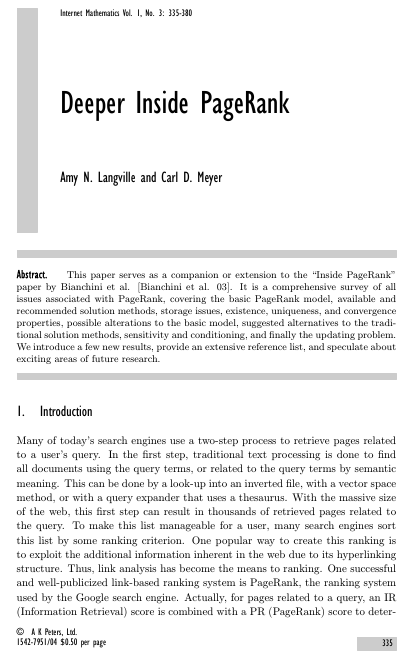 Internet Mathematics Vol. 1, No. 3: 335-380
Deeper Inside PageRank
Amy N. Langville and Carl D. Meyer
Abstract. This paper serves as a companion or extension to the “Inside PageRank”
paper by Bianchini et al. [Bianchini et al. 03]. It is a comprehensive survey of all
issues associated with PageRank, covering the basic PageRank model, available and
recommended solution methods, storage issues, existence, uniqueness, and convergence
properties, possible alterations to the basic model, suggested alternatives to the tradi-
tional solution methods, sensitivity and conditioning, and finally the updating problem.
We introduce a few new results, provide an extensive reference list, and speculate about
exciting areas of future research.
1. Introduction
Many of today’s search engines use a two-step process to retrieve pages related
to a user’s query. In the first step, traditional text processing is done to find
all documents using the query terms, or related to the query terms by semantic
meaning. This can be done by a look-up into an inverted file, with a vector space
method, or with a query expander that uses a thesaurus. With the massive size
of the web, this first step can result in thousands of retrieved pages related to
the query. To make this list manageable for a user, many search engines sort
this list by some ranking criterion. One popular way to create this ranking is
to exploit the additional information inherent in the web due to its hyperlinking
structure. Thus, link analysis has become the means to ranking. One successful
and well-publicized link-based ranking system is PageRank, the ranking system
used by the Google search engine. Actually, for pages related to a query, an IR
(Information Retrieval) score is combined with a PR (PageRank) score to deter-
© A K Peters, Ltd.
1542-7951/04 $0.50 per page
335